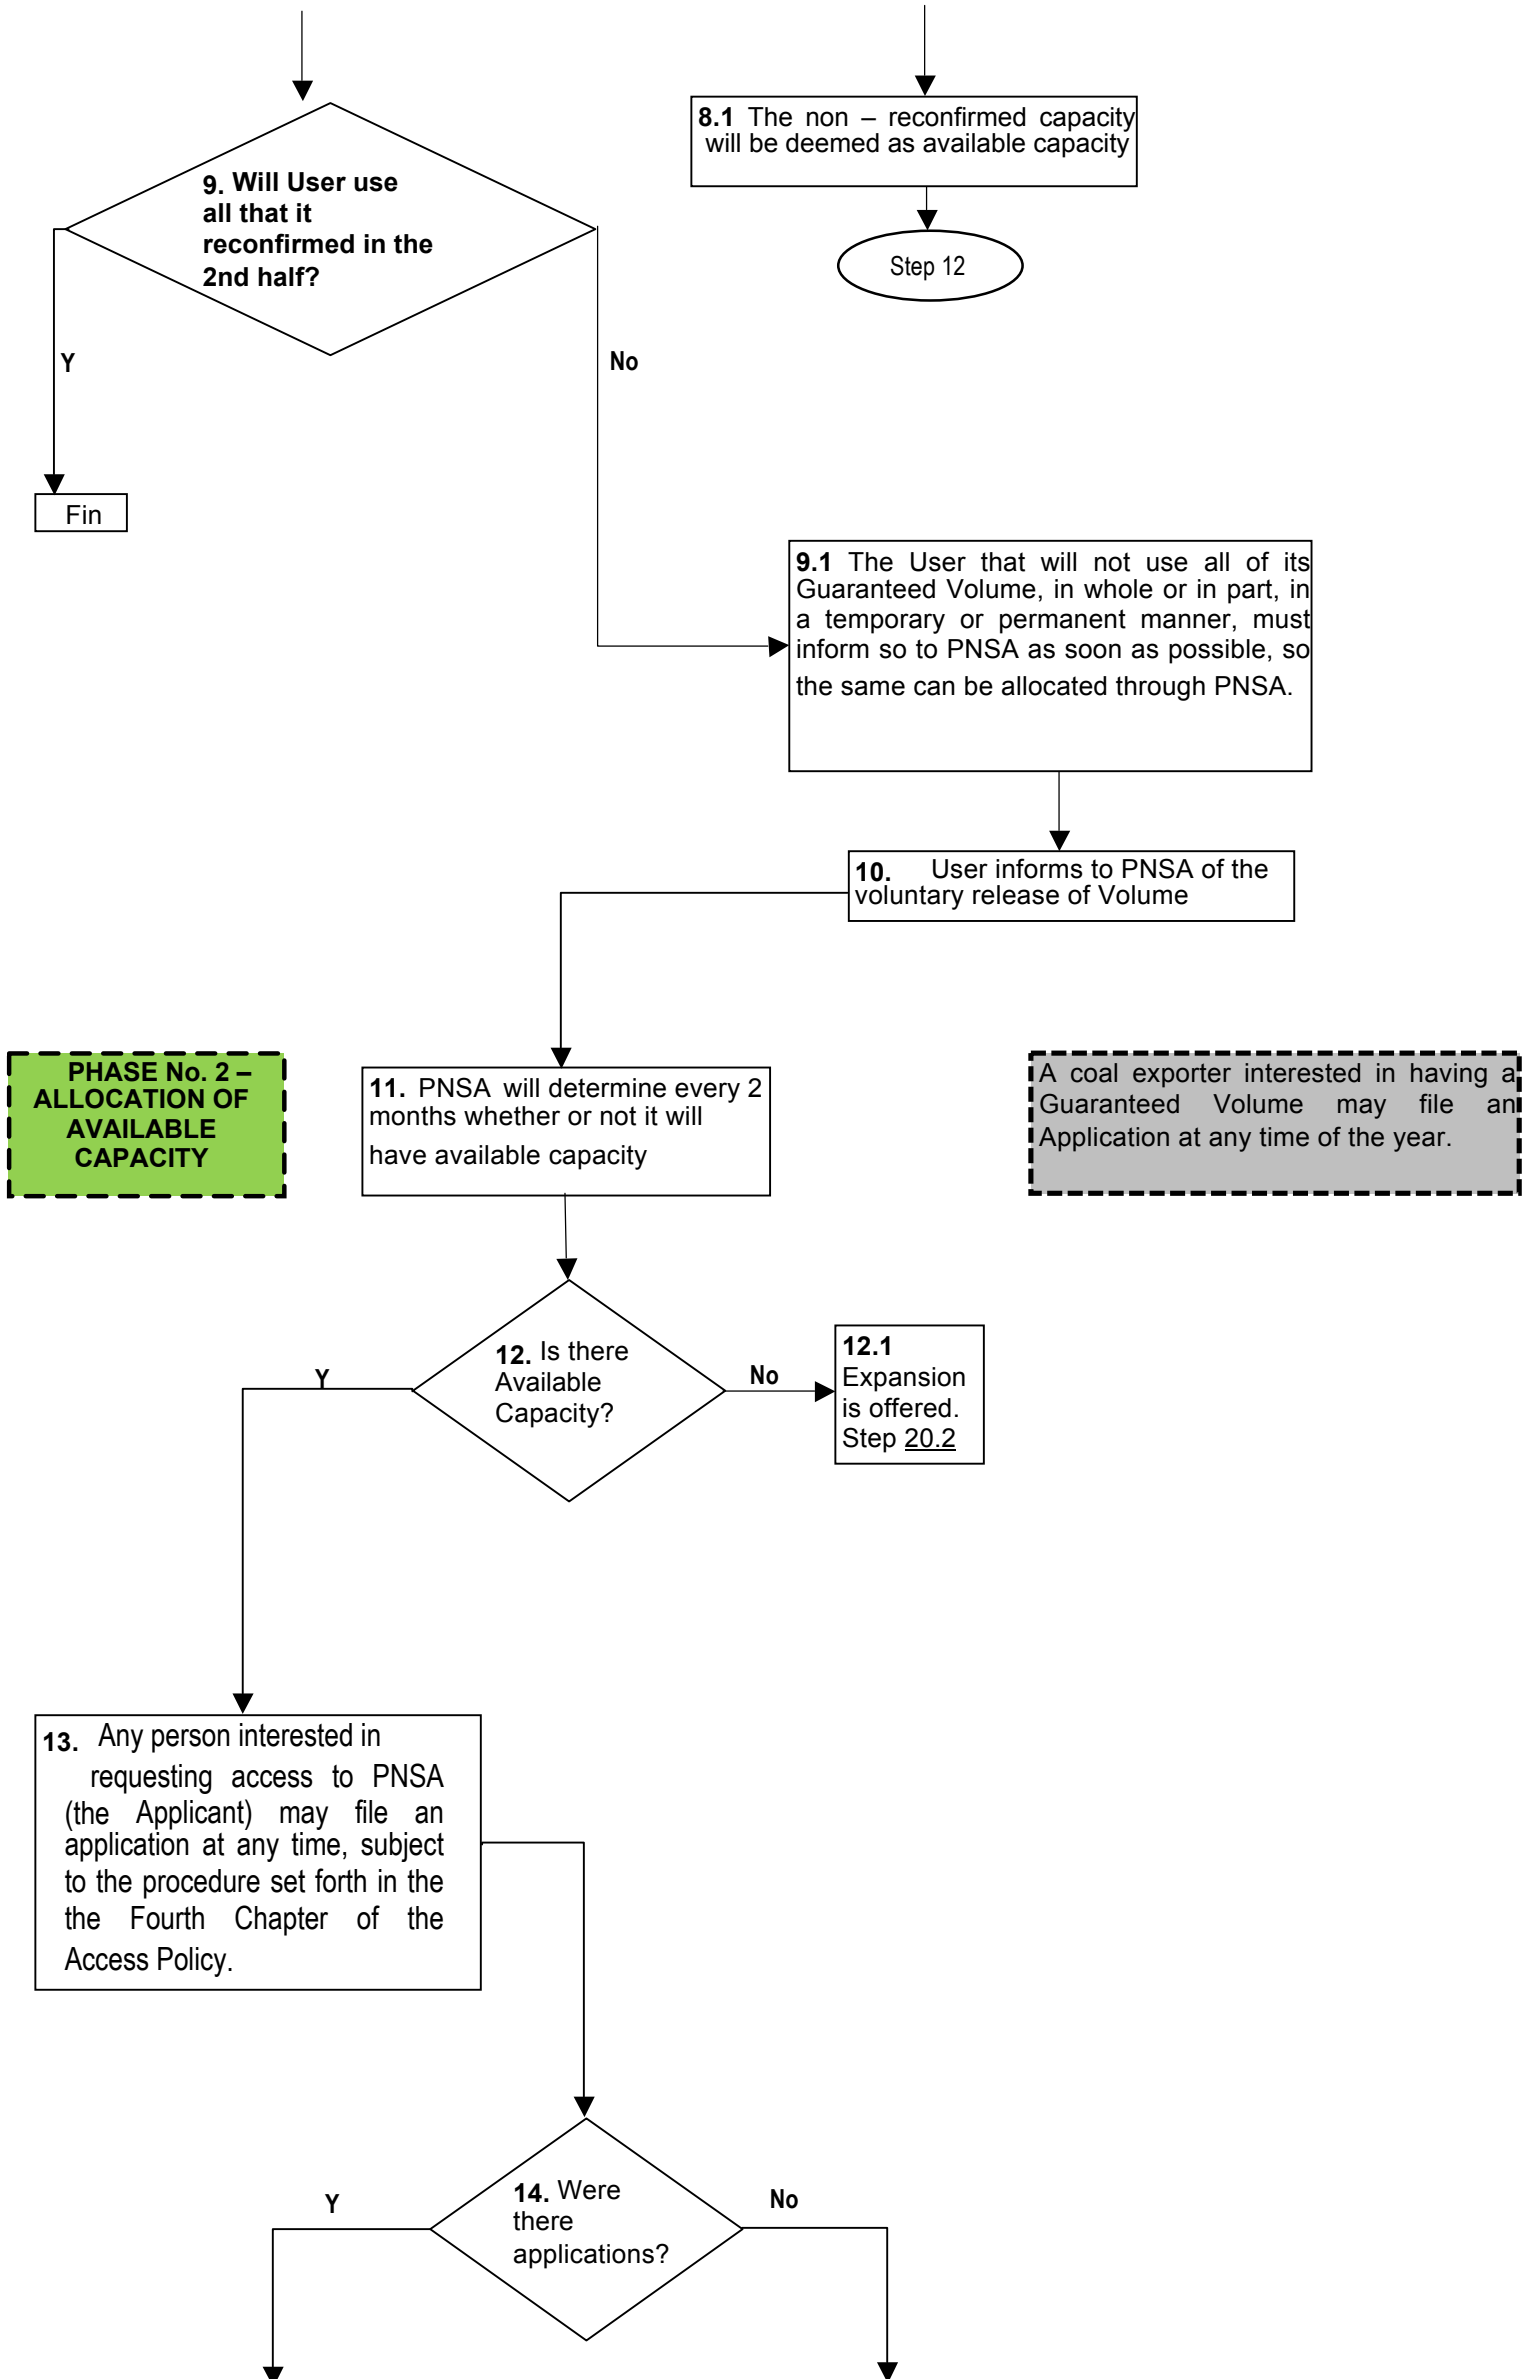 8.1 The non – reconfirmed capacity
will be deemed as available capacity
9. Will User use
all that it
reconfirmed in the
2nd half?
Step 12
Y
No
Fin
9.1 The User that will not use all of its
Guaranteed Volume, in whole or in part, in
a temporary or permanent manner, must
inform so to PNSA as soon as possible, so
the same can be allocated through PNSA.
10. User informs to PNSA of the
voluntary release of Volume
PHASE No. 2 –
ALLOCATION OF
AVAILABLE
CAPACITY
11. PNSA will determine every 2
months whether or not it will
have available capacity
A coal exporter interested in having a
Guaranteed Volume may file an
Application at any time of the year.
12. Is there
Available
Capacity?
Y
No
12.1
Expansion
is offered.
Step 20.2
13. Any person interested in
requesting access to PNSA
(the Applicant) may file an
application at any time, subject
to the procedure set forth in the
the Fourth Chapter of the
Access Policy.
14. Were
there
applications?
Y
No